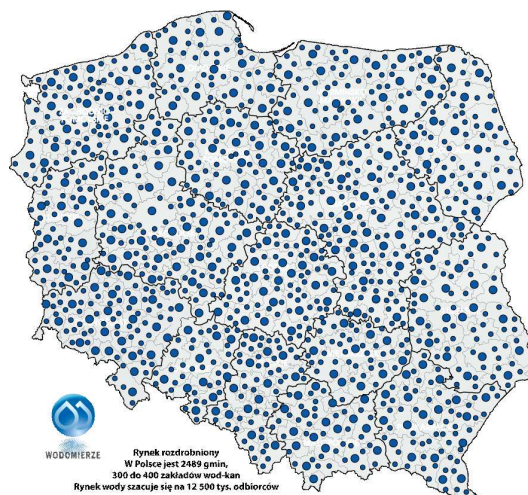 WODOMIERZE
Rynek rozdrobniony
W Polsce jest 2489 gmin,
300 do 400 zakładów wod-kan
Rynek wody szacuje się na 12 500 tys. odbiorców